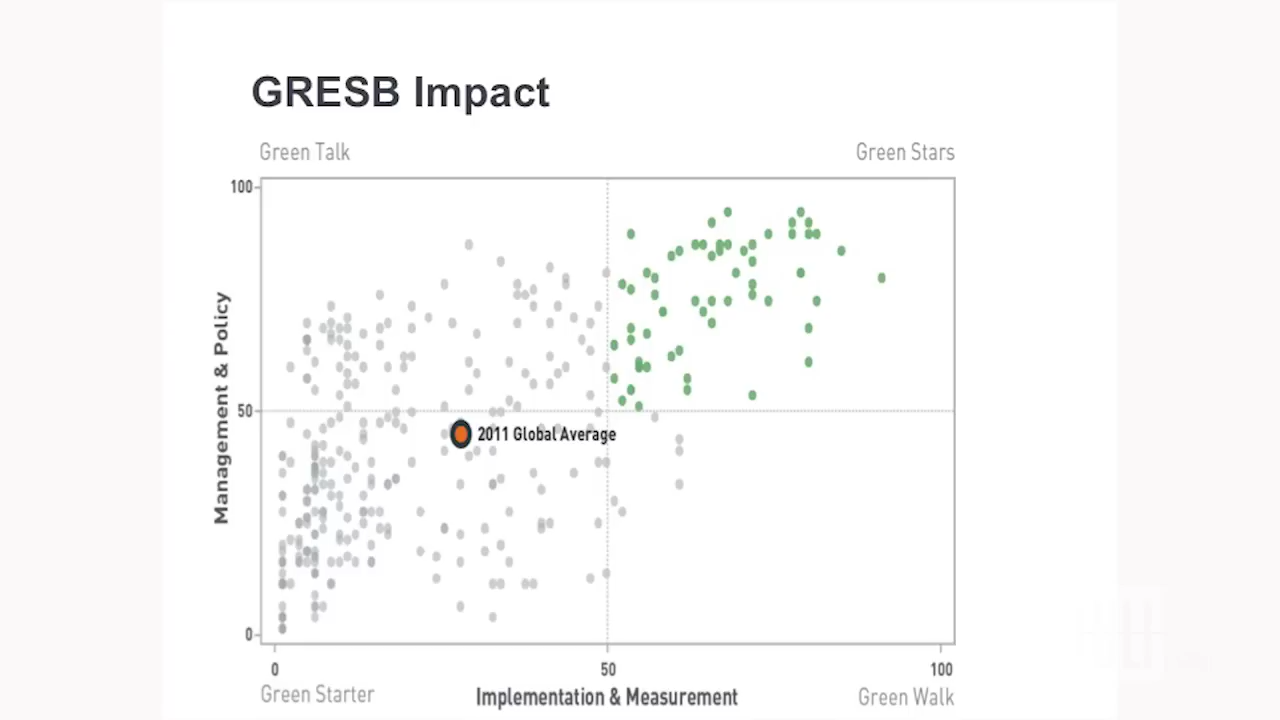 GRESB Impact
Green Talk
Green Stars
100
Management & Policy
50
2011 Global Average
0
0
50
100
Green Starter
Implementation & Measurement
Green Walk